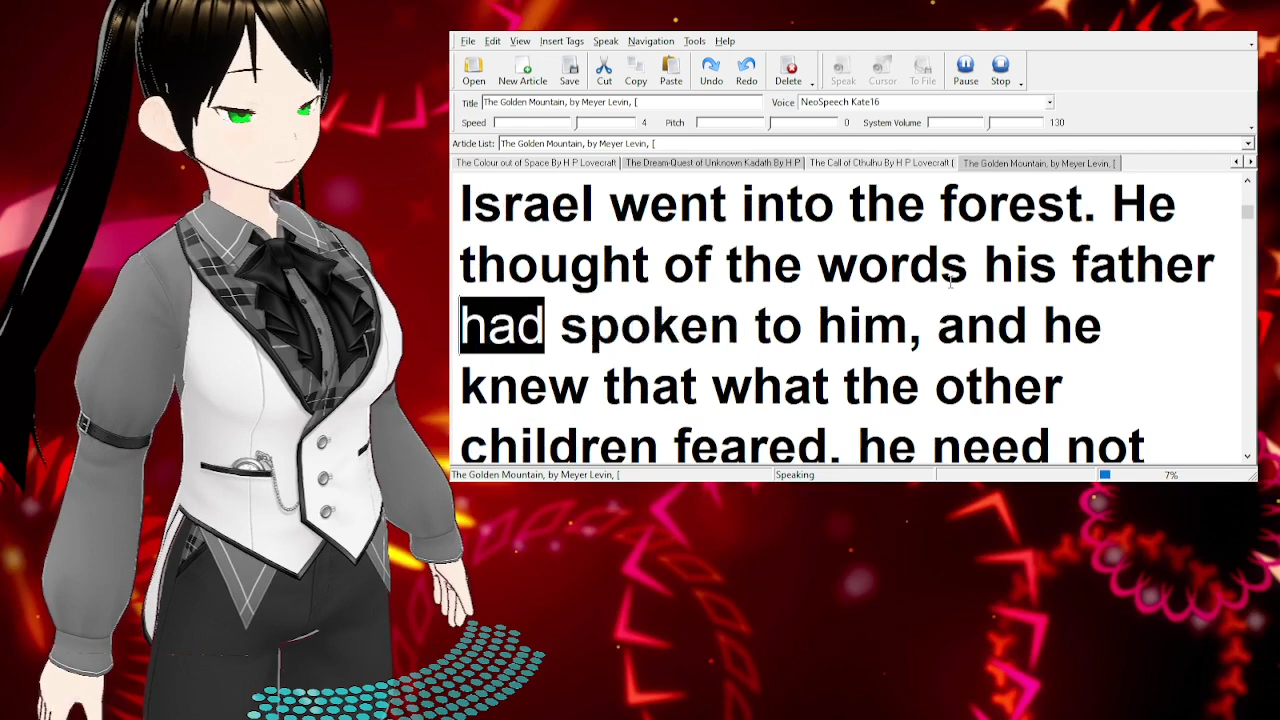 File Edit View Insert Tags Speak Navigation Tools Help
Open New Article Save Cut Copy Paste Undo Redo Delete Speak Cursor To File Pause Stop
Title The Golden Mountain, by Meyer Levin, [ Voice NeoSpeech Kate16
Speed 4 Pitch 0 System Volume 130
Article List: The Golden Mountain, by Meyer Levin, [
The Colour out of Space By H P Lovecraft The Dream-Quest of Unknown Kadath By H P The Call of Cthulhu By H P Lovecraft ( The Golden Mountain, by Meyer Levin, [
Israel went into the forest. He
thought of the words his father
had spoken to him, and he
knew that what the other
children feared, he need not
The Golden Mountain, by Meyer Levin, [ Speaking 7%